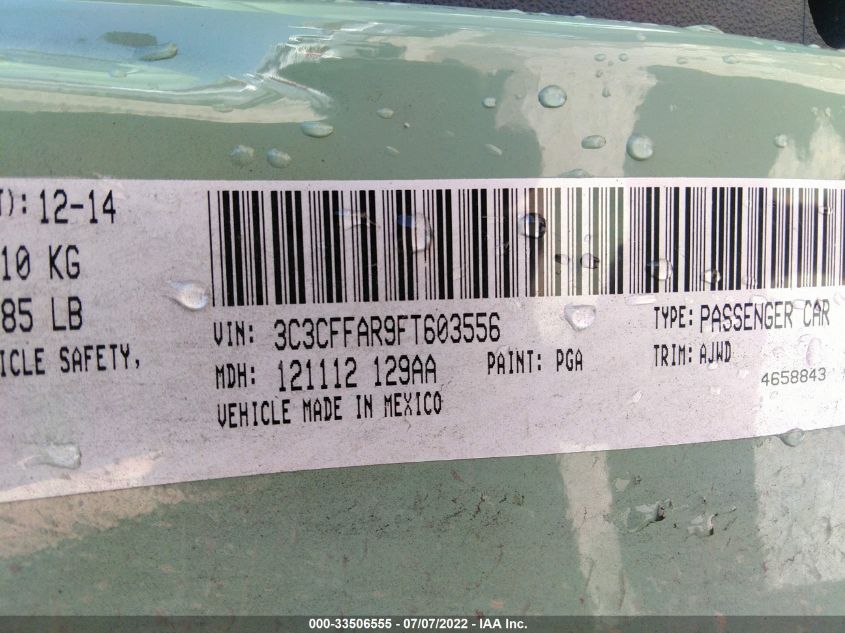 T): 12-14
10 KG
85 LB
ICLE SAFETY,
VIN: 3C3CFFAR9FT603556
TYPE: PASSENGER CAR
MDH: 121112 129AA
PAINT: PGA
TRIM: AJWD
VEHICLE MADE IN MEXICO
4658843
000-33506555 - 07/07/2022 - IAA Inc.